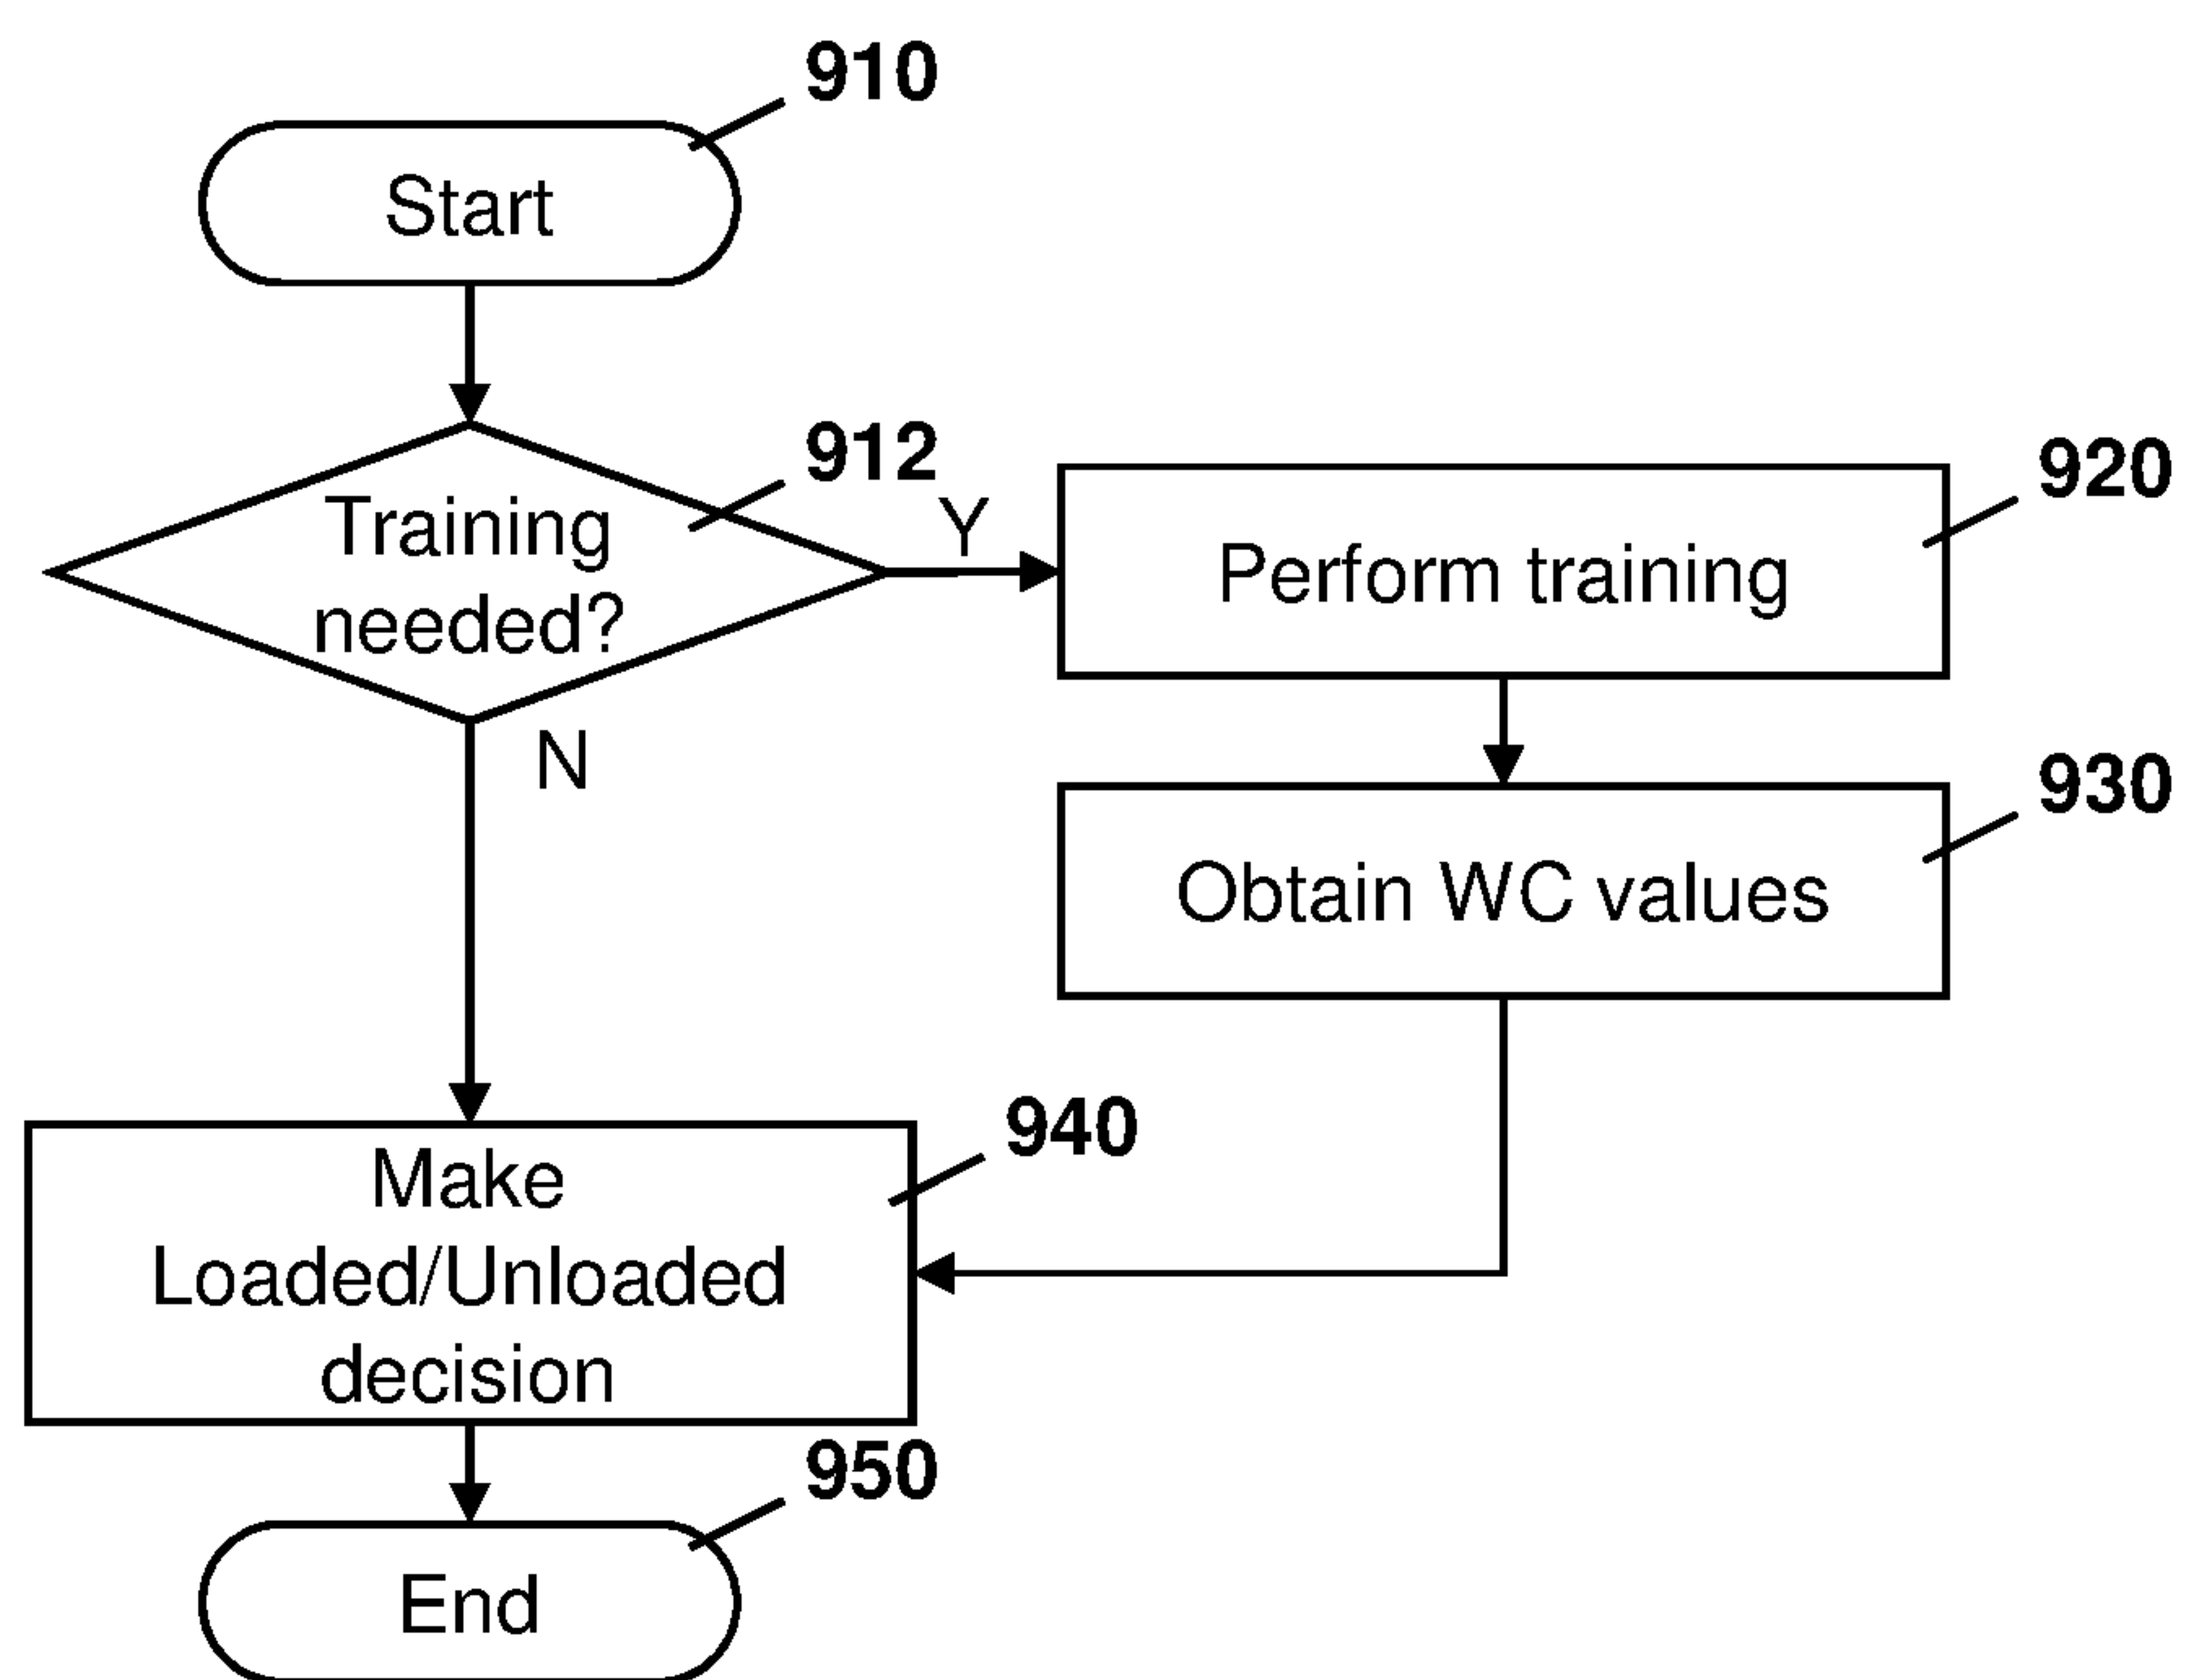 910
Start
912
Training
needed?
Y
N
920
Perform training
930
Obtain WC values
940
Make
Loaded/Unloaded
decision
950
End